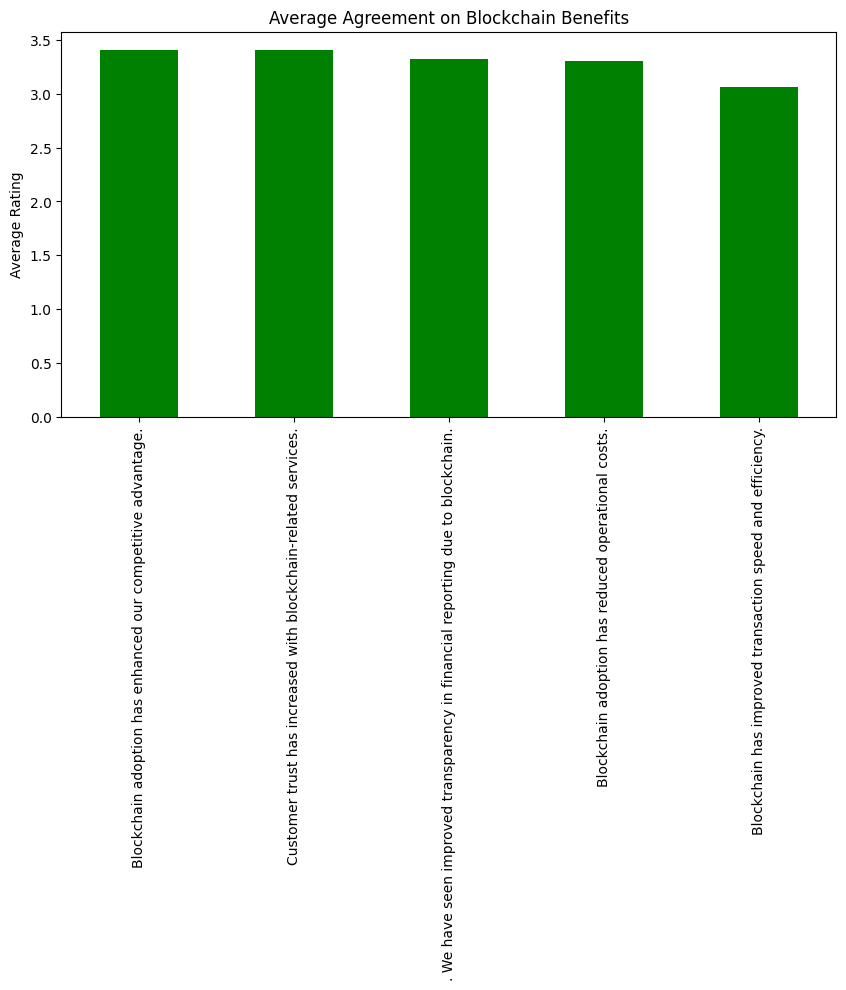 Average Agreement on Blockchain Benefits
Average Rating
3.5
3.0
2.5
2.0
1.5
1.0
0.5
0.0
Blockchain adoption has enhanced our competitive advantage.
Customer trust has increased with blockchain-related services.
. We have seen improved transparency in financial reporting due to blockchain.
Blockchain adoption has reduced operational costs.
Blockchain has improved transaction speed and efficiency.